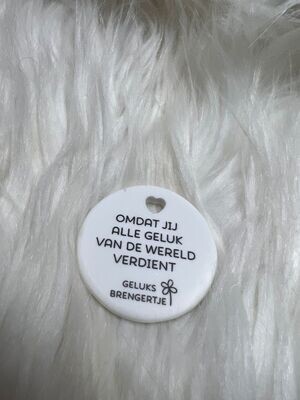 OMDAT JIJ
ALLE GELUK
VAN DE WERELD
VERDIENT
GELUKS
BRENGERTJE